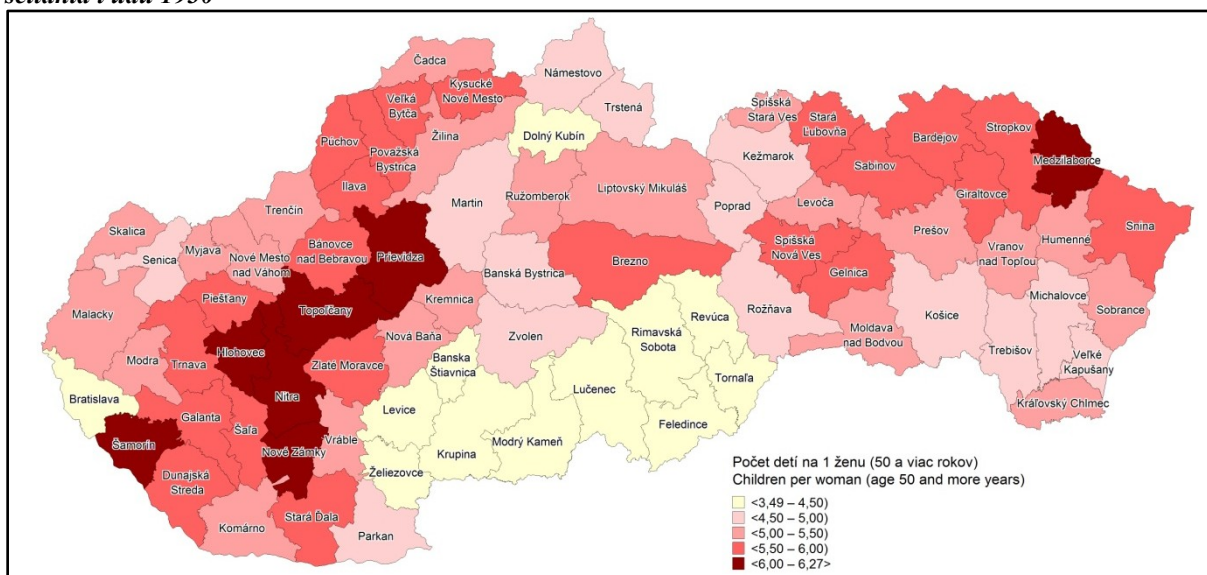 Čadca
Námestovo
Kysucké
Nové Mesto
Veľká
Bytča
Trstená
Spišská
Stará Ves
Stará
Ľubovňa
Stropkov
Bardejov
Dolný Kubín
Žilina
Púchov
Považská
Bystrica
Kežmarok
Sabinov
Medzilaborce
Ilava
Liptovský Mikuláš
Giraltovce
Martin
Ružomberok
Poprad
Levoča
Trenčín
Snina
Skalica
Prešov
Humenné
Senica
Myjava
Nové Mesto
nad Váhom
Bánovce
nad Bebravou
Prievidza
Spišská
Nová Ves
Vranov
nad Topľou
Brezno
Gelnica
Banská Bystrica
Piešťany
Topoľčany
Kremnica
Michalovce
Malacky
Revúca
Rožňava
Košice
Sobrance
Nová Baňa
Zvolen
Rimavská
Sobota
Moldava
nad Bodvou
Modra
Hlohovec
Trnava
Zlaté Moravce
Banska
Štiavnica
Trebišov
Veľké
Kapušany
Tornaľa
Bratislava
Nitra
Levice
Lučenec
Kráľovský Chlmec
Galanta
Šaľa
Feledince
Šamorín
Nové Zámky
Vráble
Krupina
Modrý Kameň
Dunajská
Streda
Želiezovce
Komárno
Stará Ďala
Parkan
Počet detí na 1 ženu (50 a viac rokov)
Children per woman (age 50 and more years)
<3,49 – 4,50)
<4,50 – 5,00)
<5,00 – 5,50)
<5,50 – 6,00)
<6,00 – 6,27>